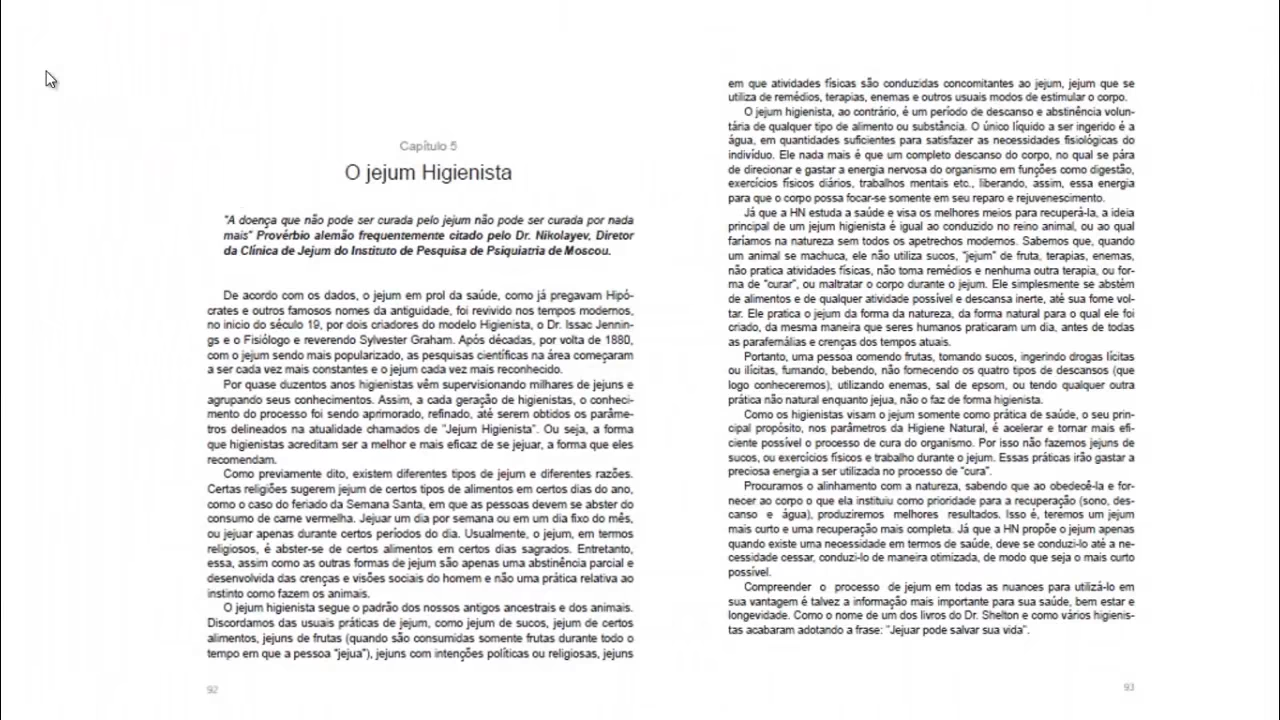 Capítulo 5
O jejum Higienista
"A doença que não pode ser curada pelo jejum não pode ser curada por nada
mais" Provérbio alemão frequentemente citado pelo Dr. Nikolayev, Diretor
da Clínica de Jejum do Instituto de Pesquisa de Psiquiatria de Moscou.
De acordo com os dados, o jejum em prol da saúde, como já pregavam Hipó-
crates e outros famosos nomes da antiguidade, foi revivido nos tempos modernos,
no inicio do século 19, por dois criadores do modelo Higienista, o Dr. Issac Jennin-
gs e o Fisiólogo e reverendo Sylvester Graham. Após décadas, por volta de 1880,
com o jejum sendo mais popularizado, as pesquisas científicas na área começaram
a ser cada vez mais constantes e o jejum cada vez mais reconhecido.
Por quase duzentos anos higienistas vêm supervisionando milhares de jejuns e
agrupando seus conhecimentos. Assim, a cada geração de higienistas, o conheci-
mento do processo foi sendo aprimorado, refinado, até serem obtidos os parâme-
tros delineados na atualidade chamados de "Jejum Higienista". Ou seja, a forma
que higienistas acreditam ser a melhor e mais eficaz de se jejuar, a forma que eles
recomendam.
Como previamente dito, existem diferentes tipos de jejum e diferentes razões.
Certas religiões sugerem jejum de certos tipos de alimentos em certos dias do ano,
como o caso do feriado da Semana Santa, em que as pessoas devem se abster do
consumo de carne vermelha. Jejuar um dia por semana ou em um dia fixo do mês,
ou jejuar apenas durante certos períodos do dia. Usualmente, o jejum, em termos
religiosos, é abster-se de certos alimentos em certos dias sagrados. Entretanto,
essa, assim como as outras formas de jejum são apenas uma abstinência parcial e
desenvolvida das crenças e visões sociais do homem e não uma prática relativa ao
instinto como fazem os animais.
O jejum higienista segue o padrão dos nossos antigos ancestrais e dos animais.
Discordamos das usuais práticas de jejum, como jejum de sucos, jejum de certos
alimentos, jejuns de frutas (quando são consumidas somente frutas durante todo o
tempo em que a pessoa "jejua"), jejuns com intenções políticas ou religiosas, jejuns
92
em que atividades físicas são conduzidas concomitantes ao jejum, jejum que se
utiliza de remédios, terapias, enemas e outros usuais modos de estimular o corpo.
O jejum higienista, ao contrário, é um período de descanso e abstinência volun-
tária de qualquer tipo de alimento ou substância. O único líquido a ser ingerido é a
água, em quantidades suficientes para satisfazer as necessidades fisiológicas do
indivíduo. Ele nada mais é que um completo descanso do corpo, no qual se pára
de direcionar e gastar a energia nervosa do organismo em funções como digestão,
exercícios físicos diários, trabalhos mentais etc., liberando, assim, essa energia
para que o corpo possa focar-se somente em seu reparo e rejuvenescimento.
Já que a HN estuda a saúde e visa os melhores meios para recuperá-la, a ideia
principal de um jejum higienista é igual ao conduzido no reino animal, ou ao qual
faríamos na natureza sem todos os apetrechos modernos. Sabemos que, quando
um animal se machuca, ele não utiliza sucos, "jejum" de fruta, terapias, enemas,
não pratica atividades físicas, não toma remédios e nenhuma outra terapia, ou for-
ma de "curar", ou maltratar o corpo durante o jejum. Ele simplesmente se abstém
de alimentos e de qualquer atividade possível e descansa inerte, até sua fome vol-
tar. Ele pratica o jejum da forma da natureza, da forma natural para o qual ele foi
criado, da mesma maneira que seres humanos praticaram um dia, antes de todas
as parafernálias e crenças dos tempos atuais.
Portanto, uma pessoa comendo frutas, tomando sucos, ingerindo drogas lícitas
ou ilícitas, fumando, bebendo, não fornecendo os quatro tipos de descansos (que
logo conheceremos), utilizando enemas, sal de epsom, ou tendo qualquer outra
prática não natural enquanto jejua, não o faz de forma higienista.
Como os higienistas visam o jejum somente como prática de saúde, o seu prin-
cipal propósito, nos parâmetros da Higiene Natural, é acelerar e tornar mais efi-
ciente possível o processo de cura do organismo. Por isso não fazemos jejuns de
sucos, ou exercícios físicos e trabalho durante o jejum. Essas práticas irão gastar a
preciosa energia a ser utilizada no processo de "cura".
Procuramos o alinhamento com a natureza, sabendo que ao obedecê-la e for-
necer ao corpo o que ela instituiu como prioridade para a recuperação (sono, des-
canso e água), produziremos melhores resultados. Isso é, teremos um jejum
mais curto e uma recuperação mais completa. Já que a HN propõe o jejum apenas
quando existe uma necessidade em termos de saúde, deve se conduzi-lo até a ne-
cessidade cessar, conduzi-lo de maneira otimizada, de modo que seja o mais curto
possível.
Compreender o processo de jejum em todas as nuances para utilizá-lo em
sua vantagem é talvez a informação mais importante para sua saúde, bem estar e
longevidade. Como o nome de um dos livros do Dr. Shelton e como vários higienis-
tas acabaram adotando a frase: "Jejuar pode salvar sua vida".
93